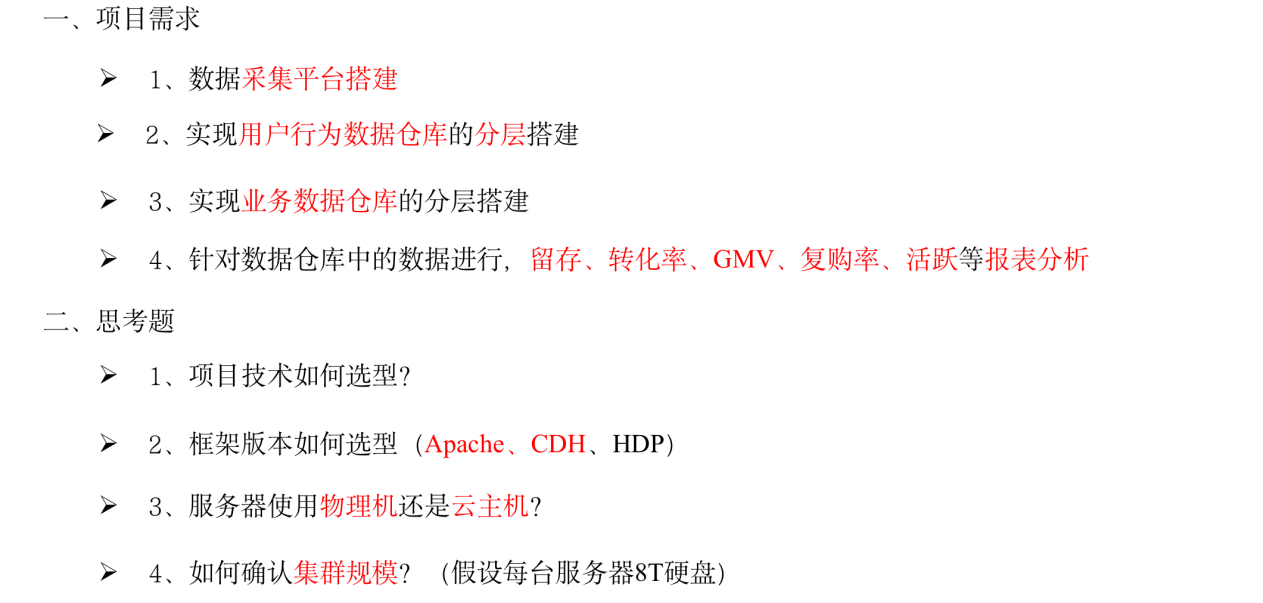 一、项目需求
➢ 1、数据采集平台搭建
➢ 2、实现用户行为数据仓库的分层搭建
➢ 3、实现业务数据仓库的分层搭建
➢ 4、针对数据仓库中的数据进行，留存、转化率、GMV、复购率、活跃等报表分析
二、思考题
➢ 1、项目技术如何选型？
➢ 2、框架版本如何选型（Apache、CDH、HDP）
➢ 3、服务器使用物理机还是云主机？
➢ 4、如何确认集群规模？（假设每台服务器8T硬盘）